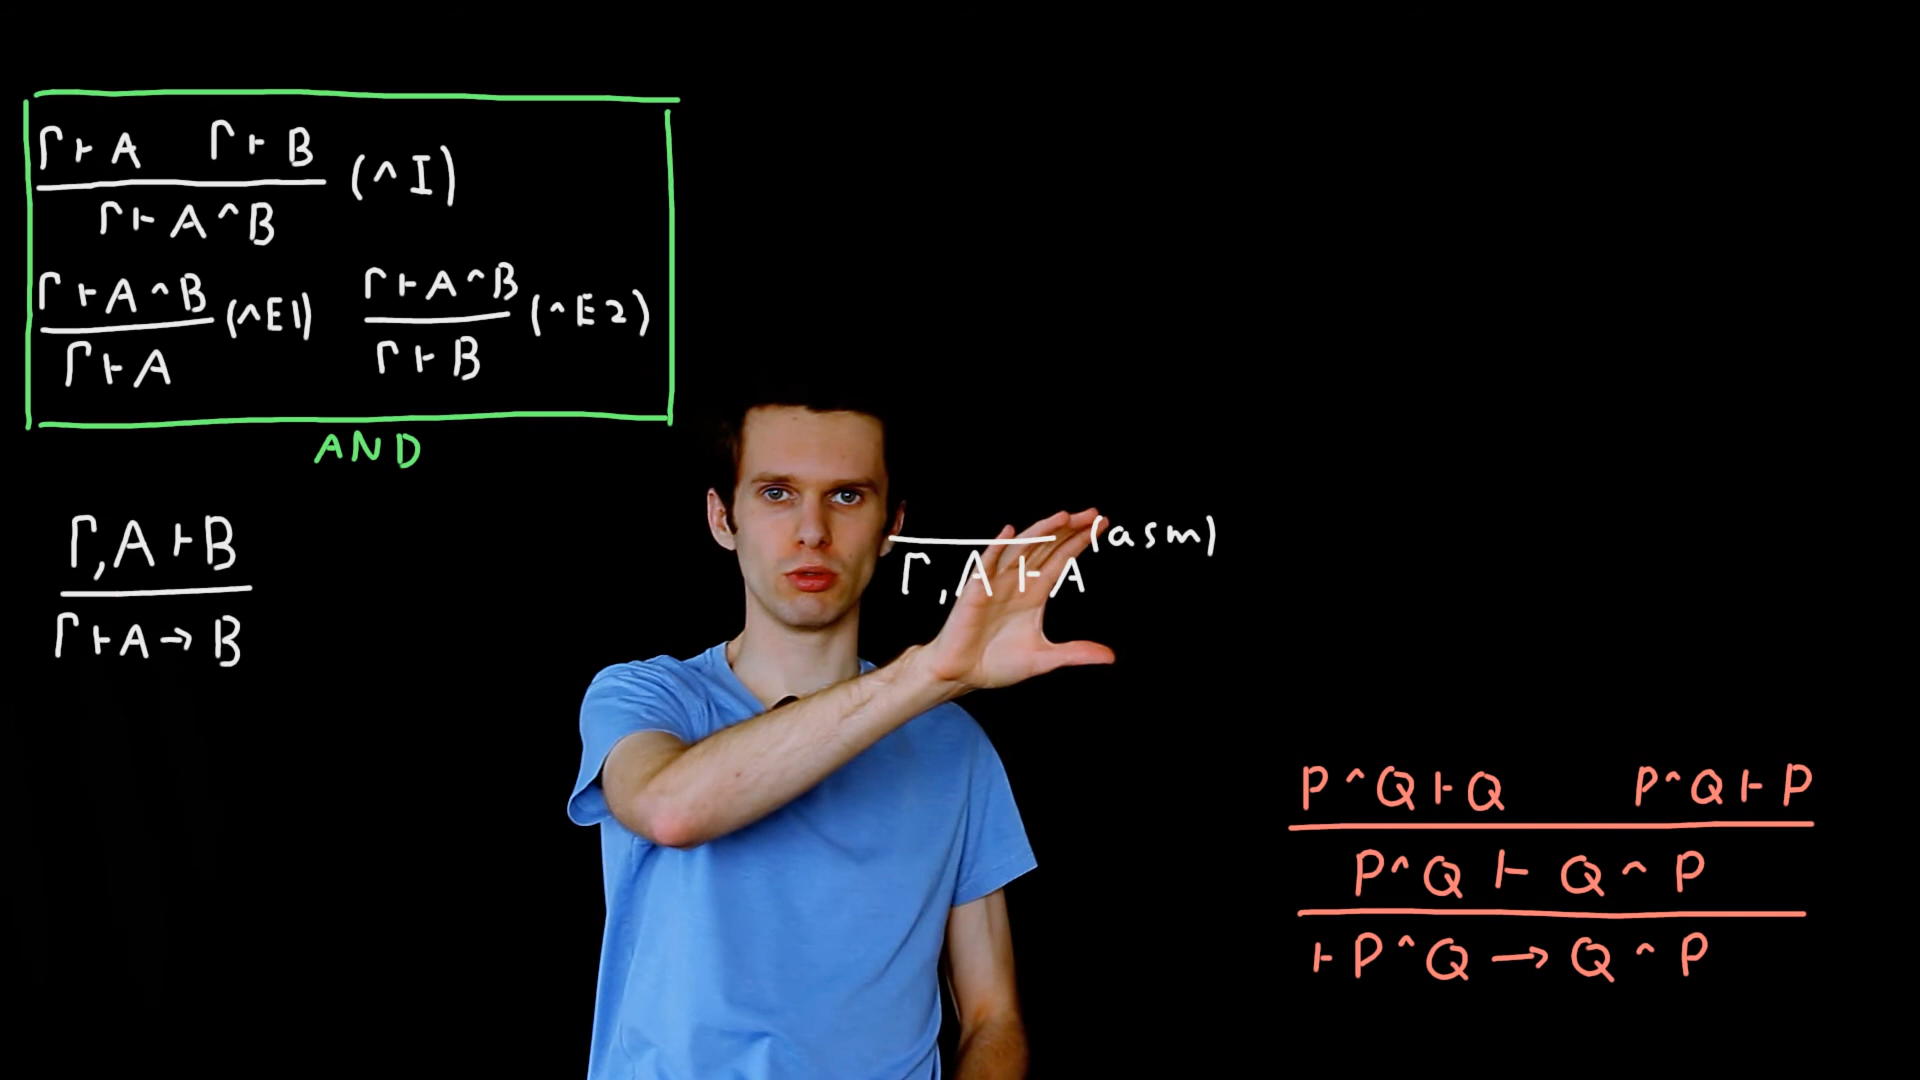 Γ⊢A Γ⊢B (^I)
Γ⊢A^B
Γ⊢A^B (^E1) Γ⊢A^B (^E2)
Γ⊢A Γ⊢B
AND
Γ,A⊢B
Γ⊢A→B
(asm)
Γ,A⊢A
P^Q⊢Q P^Q⊢P
P^Q⊢Q^P
⊢P^Q→Q^P